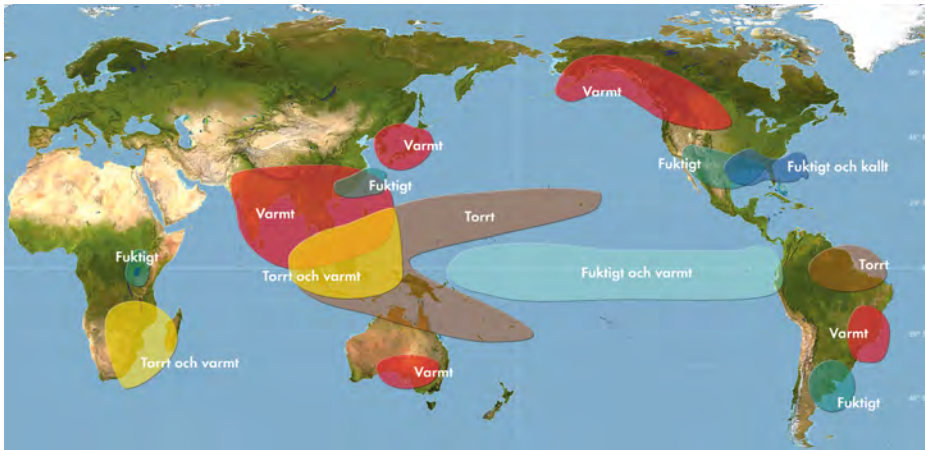 Varmt
Varmt
Fuktigt
Fuktigt och kallt
Fuktigt
Varmt
Torrt
Fuktigt
Torrt och varmt
Fuktigt och varmt
Torrt
Varmt
Torrt och varmt
Varmt
Fuktigt